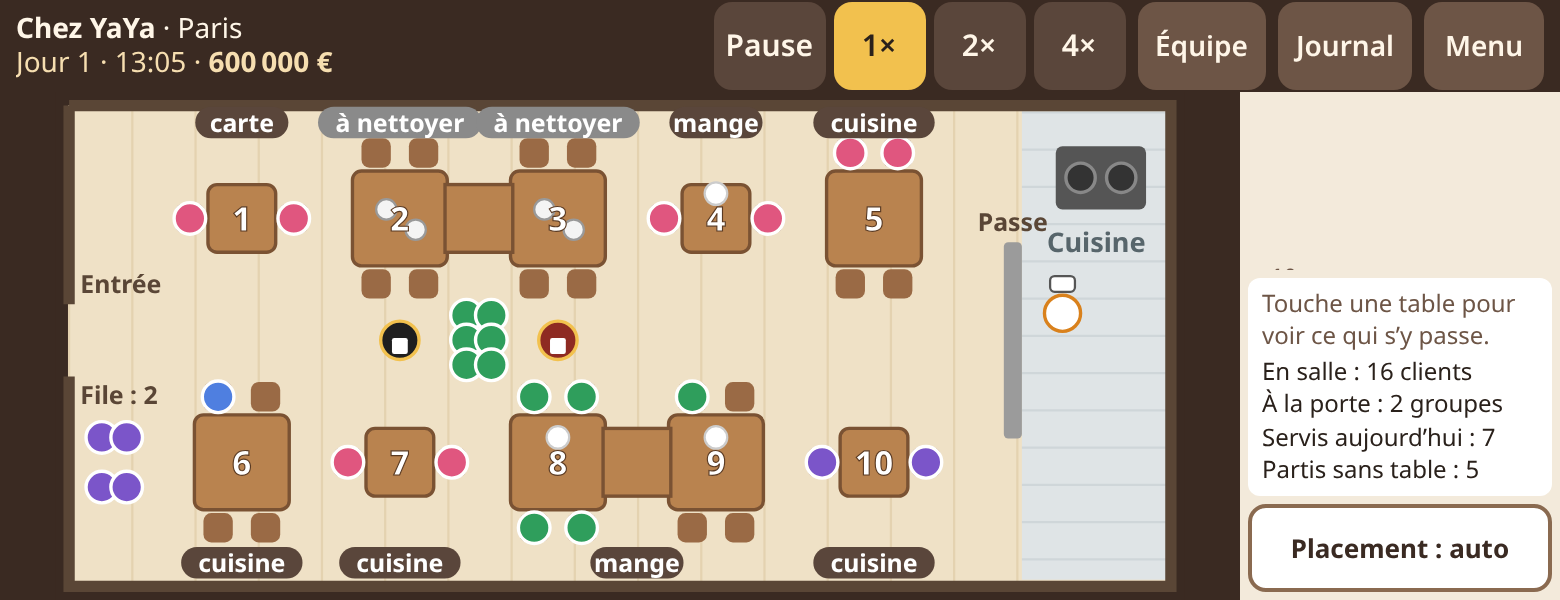 Chez YaYa · Paris
Jour 1 · 13:05 · 600 000 €
Pause
1×
2×
4×
Équipe
Journal
Menu
carte
à nettoyer
à nettoyer
mange
cuisine
1
2
3
4
5
Passe
Cuisine
Entrée
File : 2
6
7
8
9
10
cuisine
cuisine
mange
cuisine
Touche une table pour
voir ce qui s’y passe.
En salle : 16 clients
À la porte : 2 groupes
Servis aujourd’hui : 7
Partis sans table : 5
Placement : auto